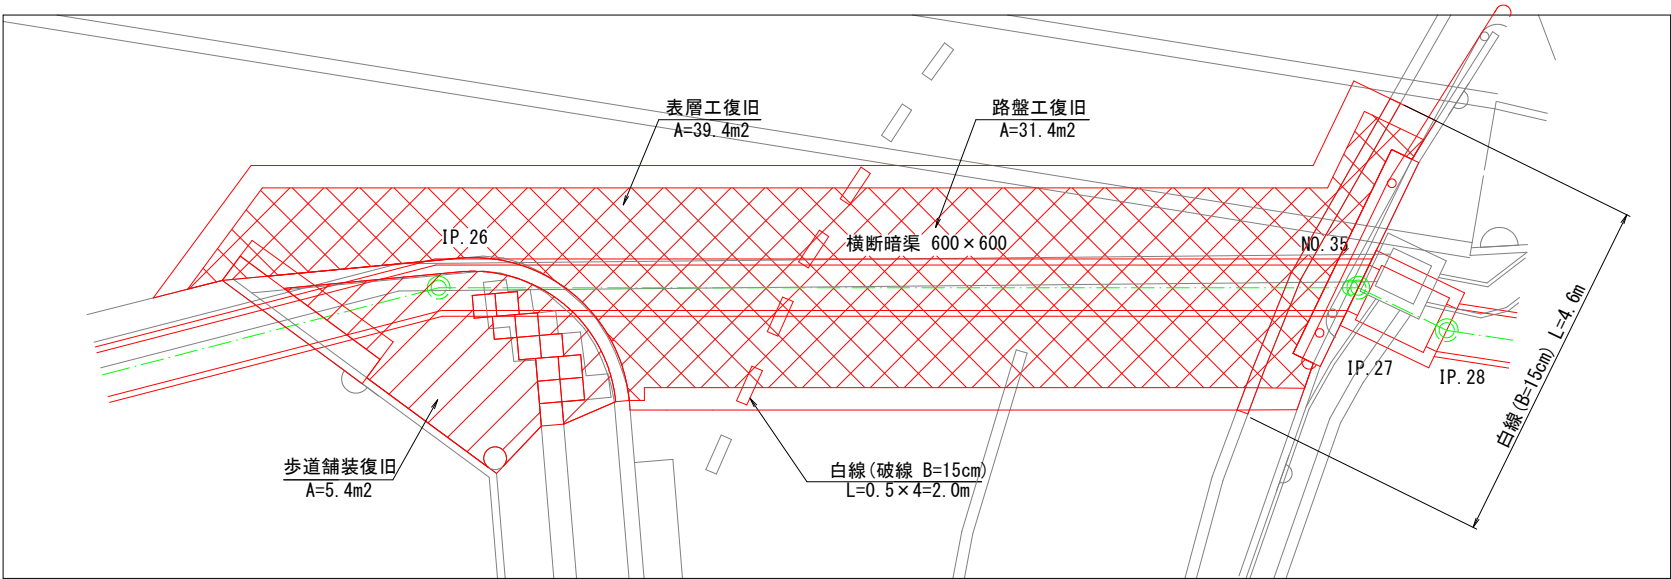 表層工復旧
A=39.4m2
路盤工復旧
A=31.4m2
IP.26
横断暗渠 600×600
NO.35
白線(B=15cm) L=4.6m
IP.27
IP.28
歩道舗装復旧
A=5.4m2
白線(破線 B=15cm)
L=0.5×4=2.0m